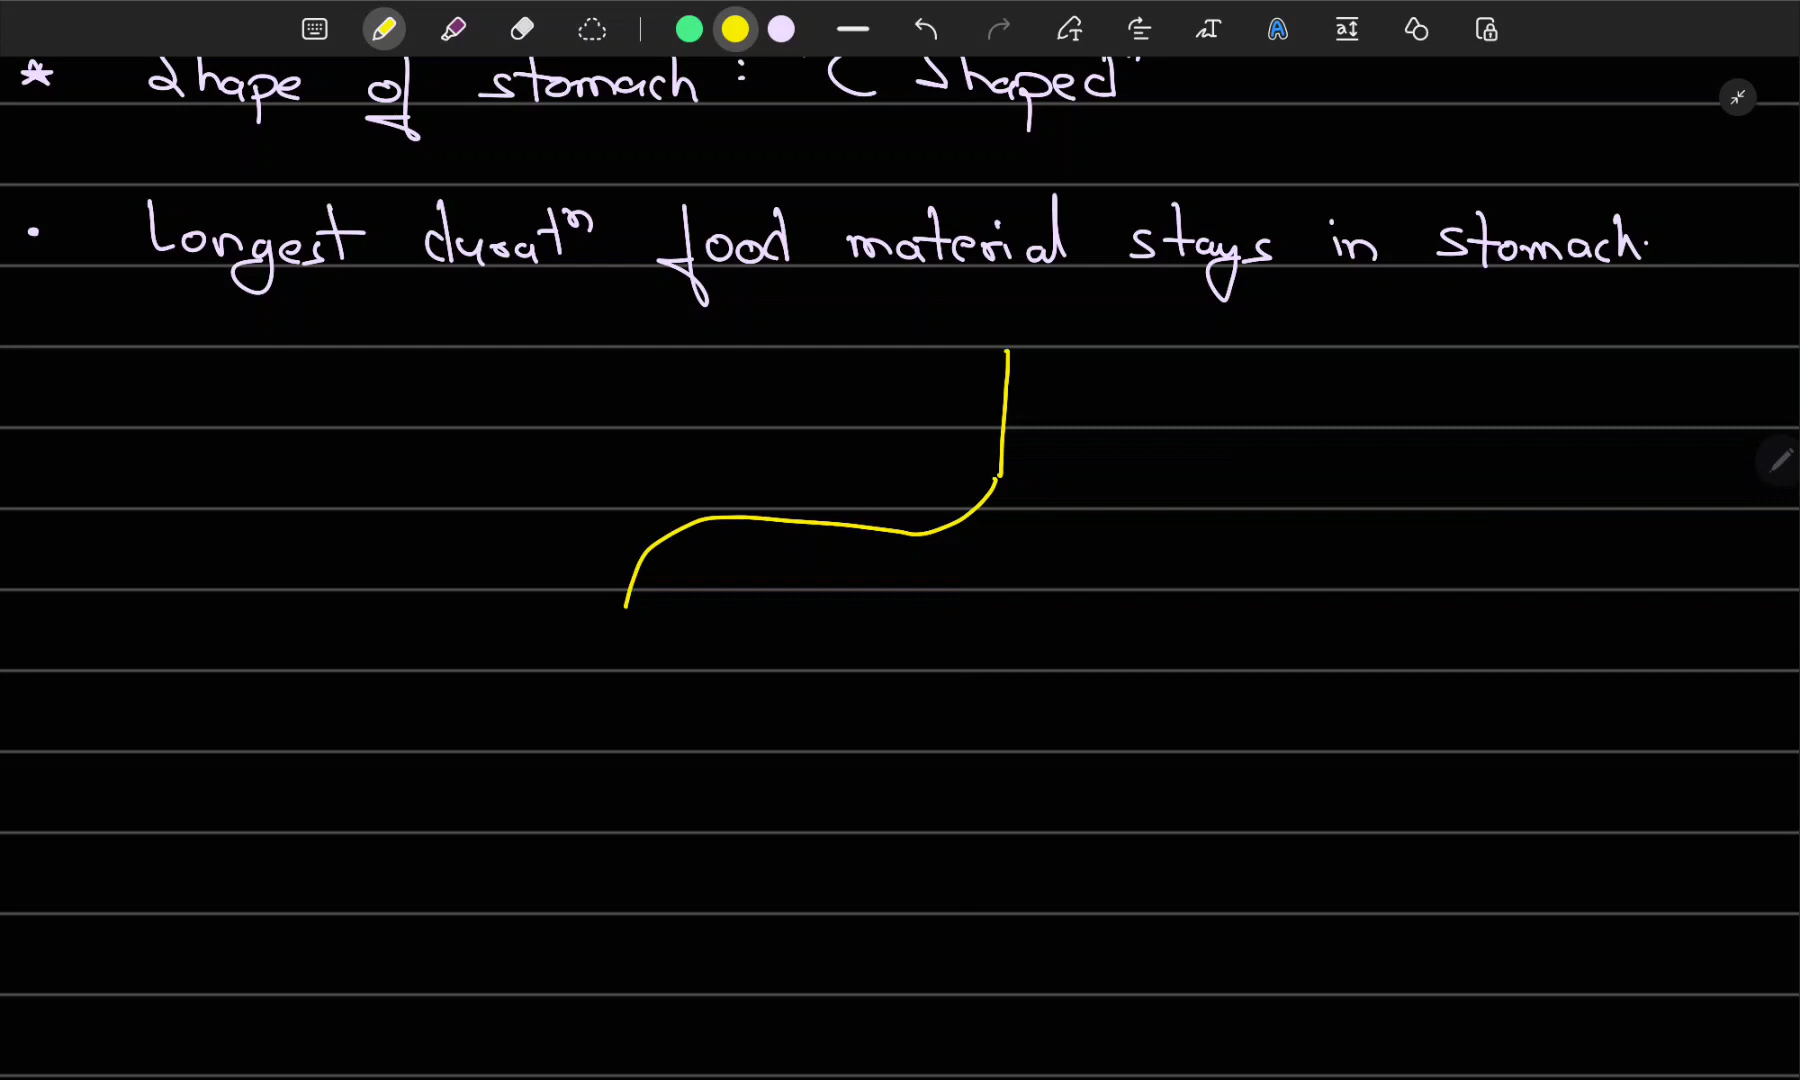 * Shape of stomach : "C Shaped"
· Longest duratⁿ food material stays in stomach.